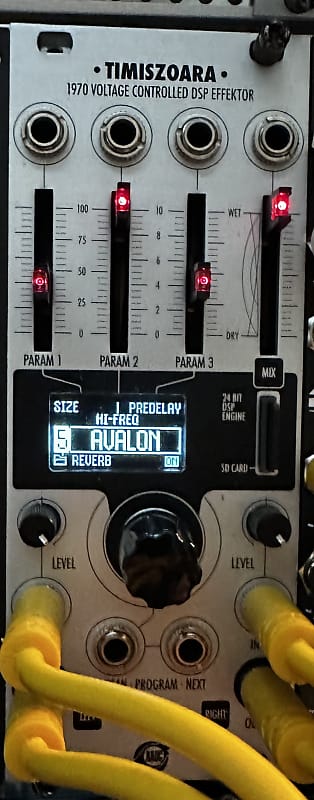 • TIMISZOARA •
1970 VOLTAGE CONTROLLED DSP EFFEKTOR
100 10 WET
75 8
50 6
25 4
2
0 0 DRY
PARAM 1 PARAM 2 PARAM 3
MIX
SIZE | PREDELAY
HI-FREQ
5 AVALON
REVERB ON
24 BIT
DSP
ENGINE
SD CARD
LEVEL LEVEL
IN
PROGRAM · NEXT
RIGHT